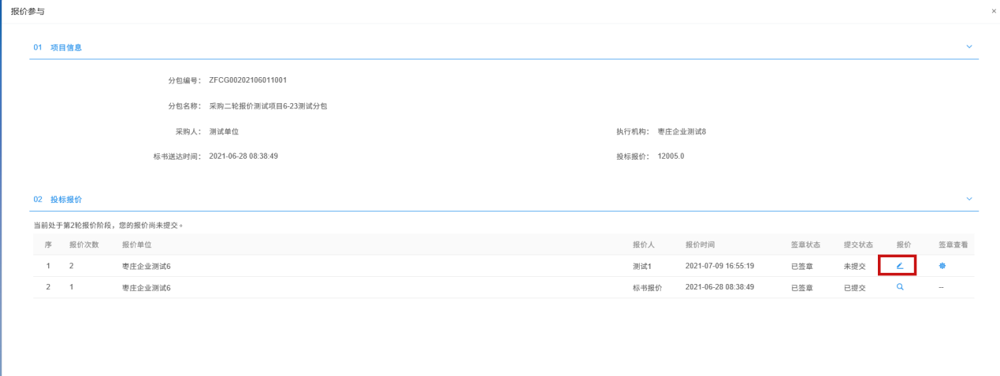 报价参与 ×
01 项目信息
分包编号： ZFCG00202106011001
分包名称： 采购二轮报价测试项目6-23测试分包
采购人： 测试单位 执行机构： 枣庄企业测试8
标书送达时间： 2021-06-28 08:38:49 投标报价： 12005.0
02 投标报价
当前处于第2轮报价阶段，您的报价尚未提交。
序 报价次数 报价单位 报价人 报价时间 签章状态 提交状态 报价 签章查看
1 2 枣庄企业测试6 测试1 2021-07-09 16:55:19 已签章 未提交
2 1 枣庄企业测试6 标书报价 2021-06-28 08:38:49 已签章 已提交 --